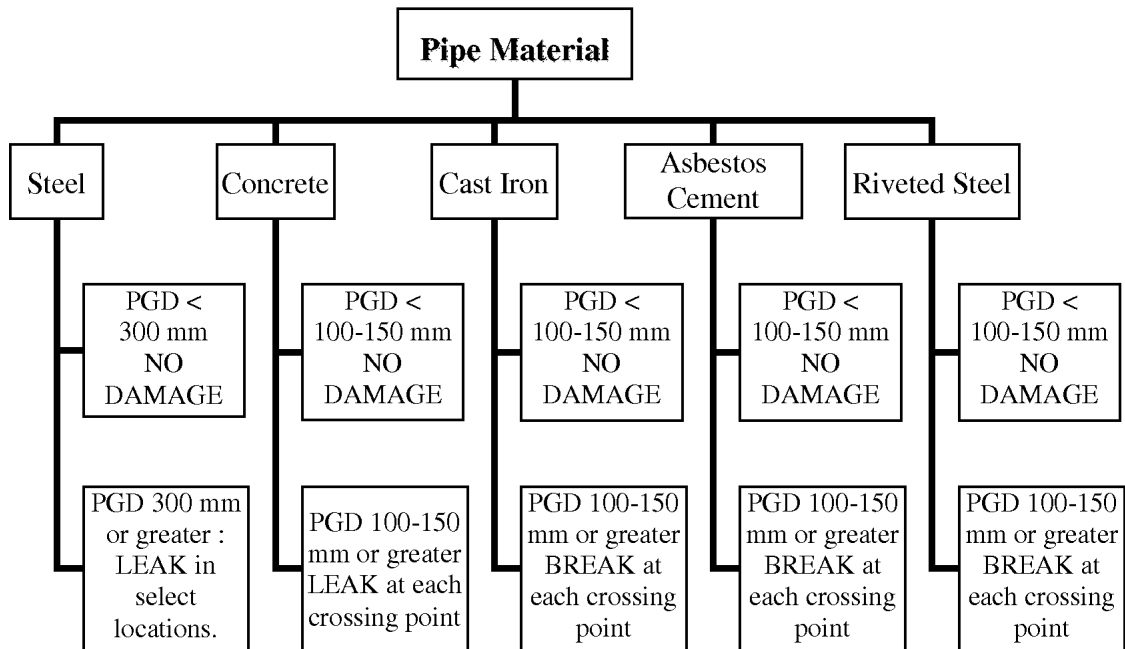 Pipe Material
Steel
Concrete
Cast Iron
Asbestos
Cement
Riveted Steel
PGD <
300 mm
NO
DAMAGE
PGD <
100-150 mm
NO
DAMAGE
PGD <
100-150 mm
NO
DAMAGE
PGD <
100-150 mm
NO
DAMAGE
PGD <
100-150 mm
NO
DAMAGE
PGD 300 mm
or greater :
LEAK in
select
locations.
PGD 100-150
mm or greater
LEAK at each
crossing point
PGD 100-150
mm or greater
BREAK at
each crossing
point
PGD 100-150
mm or greater
BREAK at
each crossing
point
PGD 100-150
mm or greater
BREAK at
each crossing
point